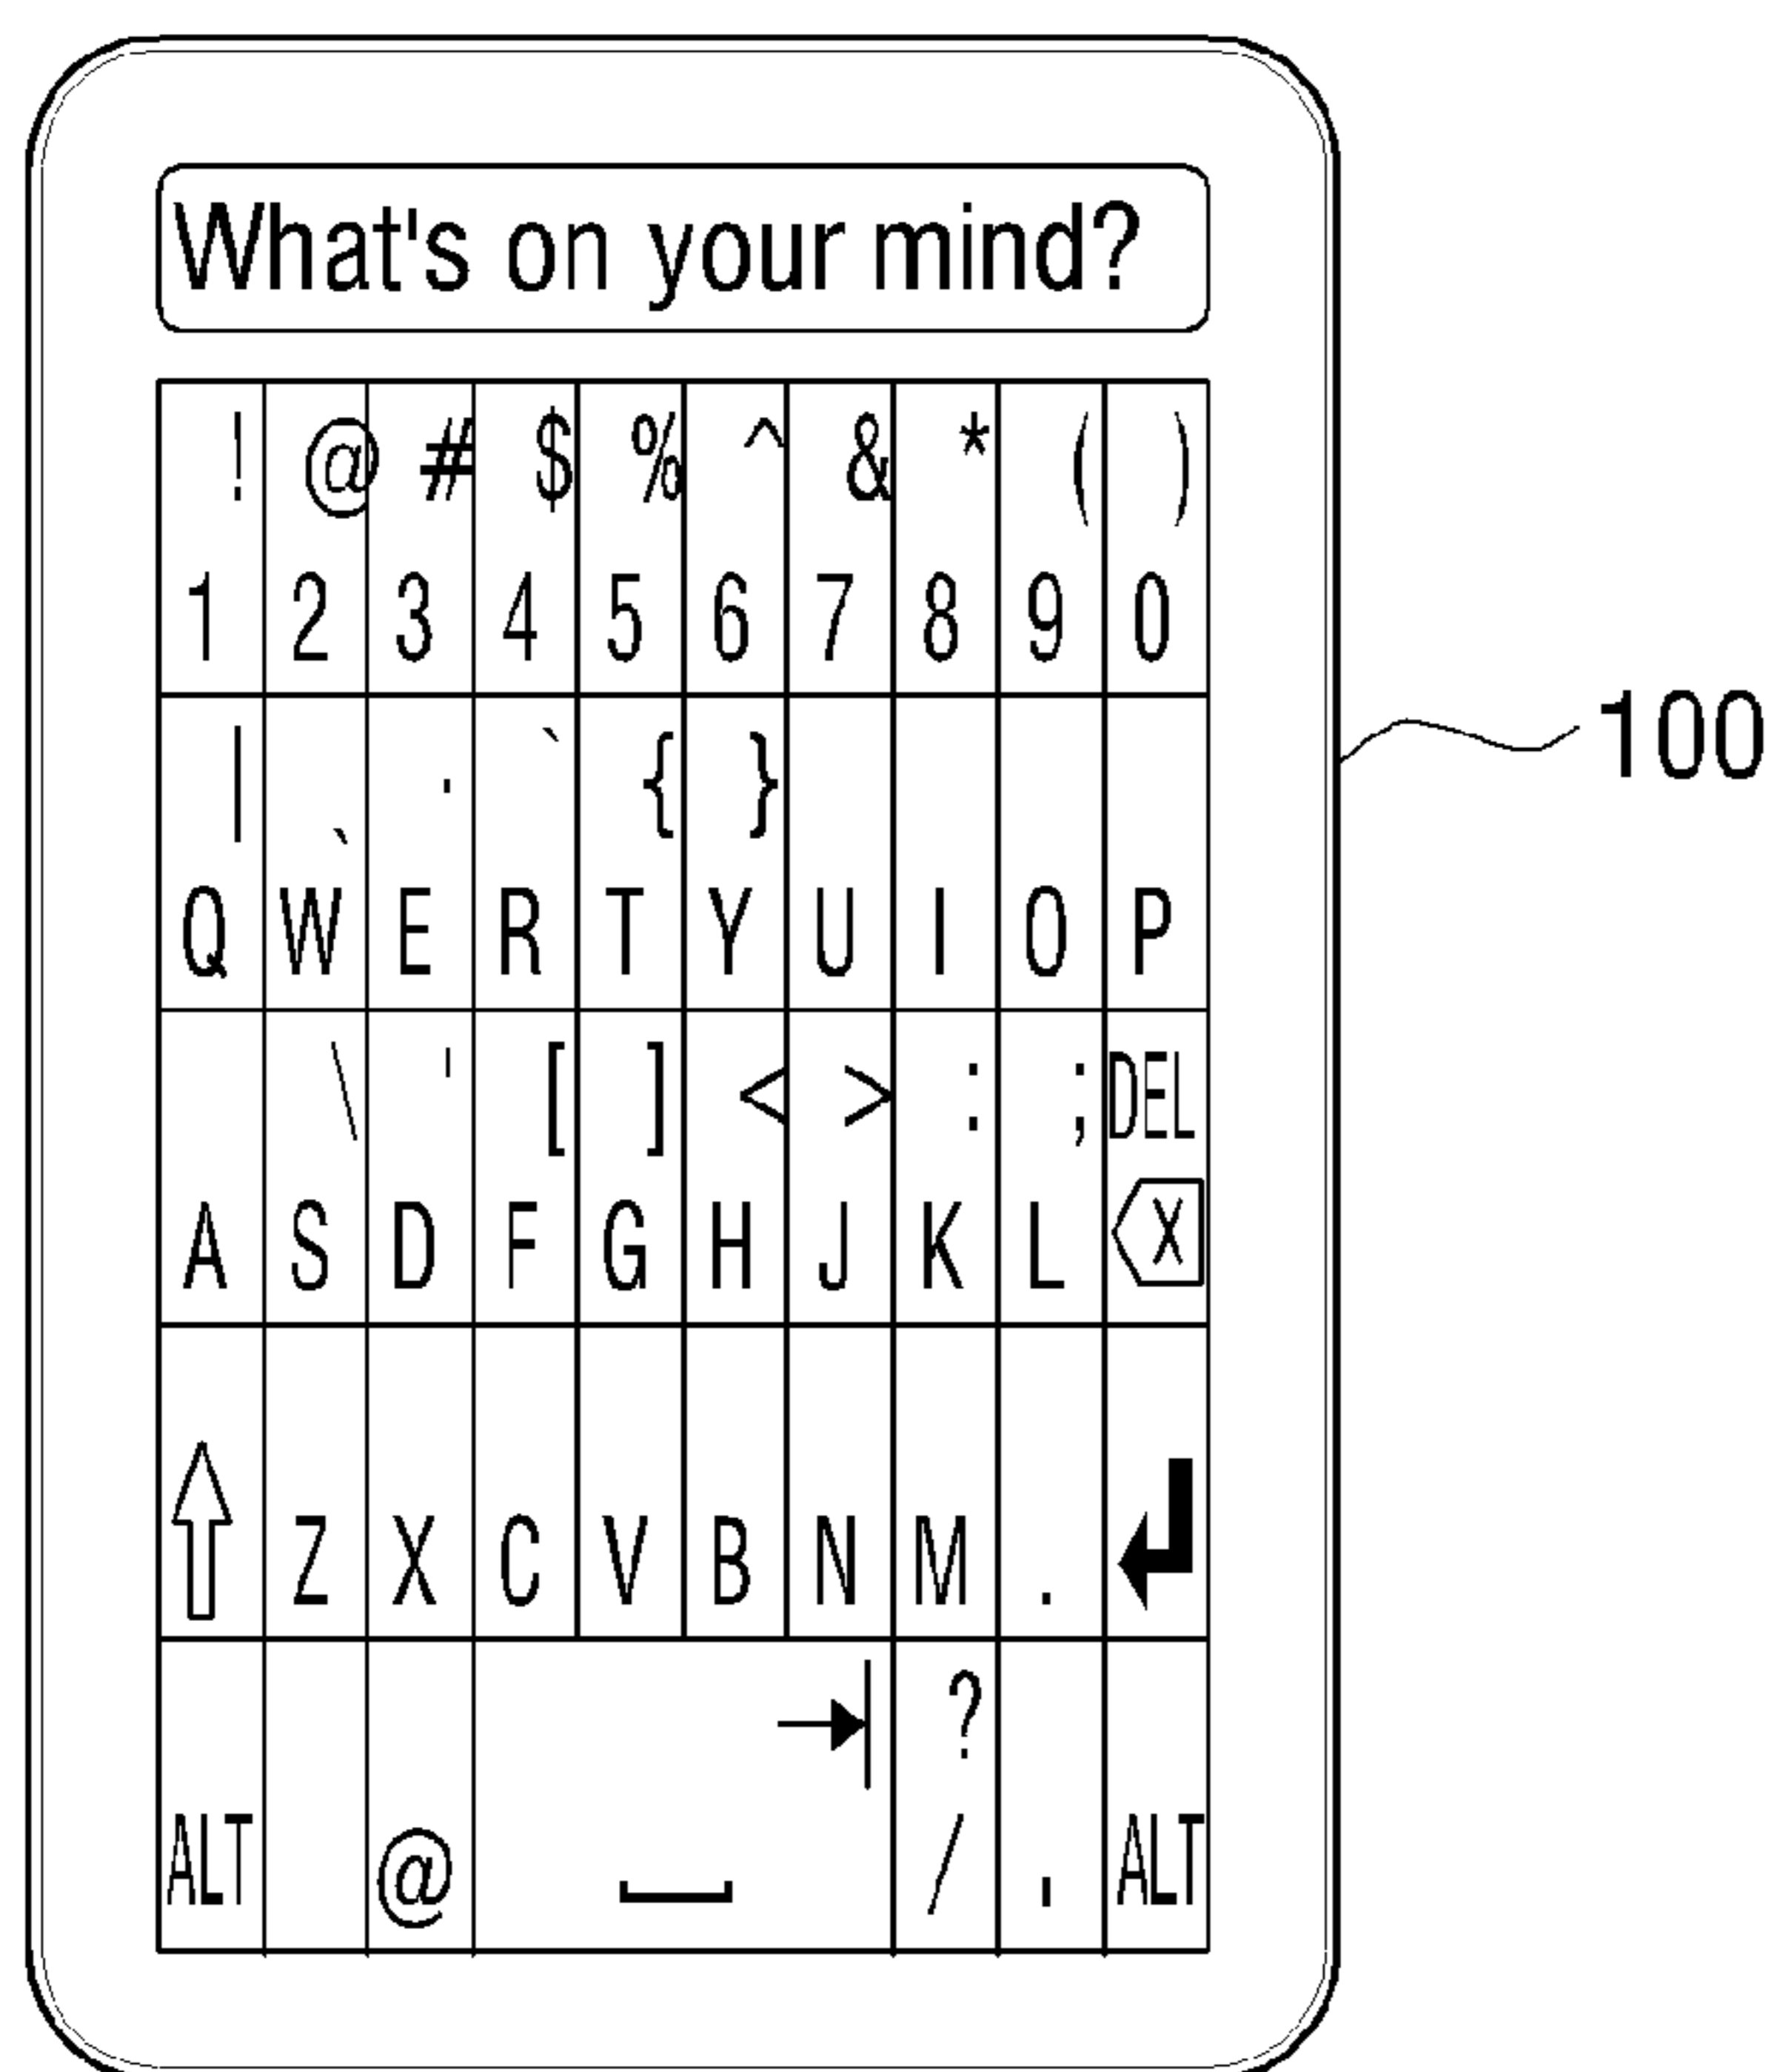 What's on your mind?
! @ # $ % ^ & * ( )
1 2 3 4 5 6 7 8 9 0
100
| ` ' ` { }
Q W E R T Y U I O P
\ ' [ ] < > : ; DEL
A S D F G H J K L X
Z X C V B N M .
?
ALT @ / . ALT